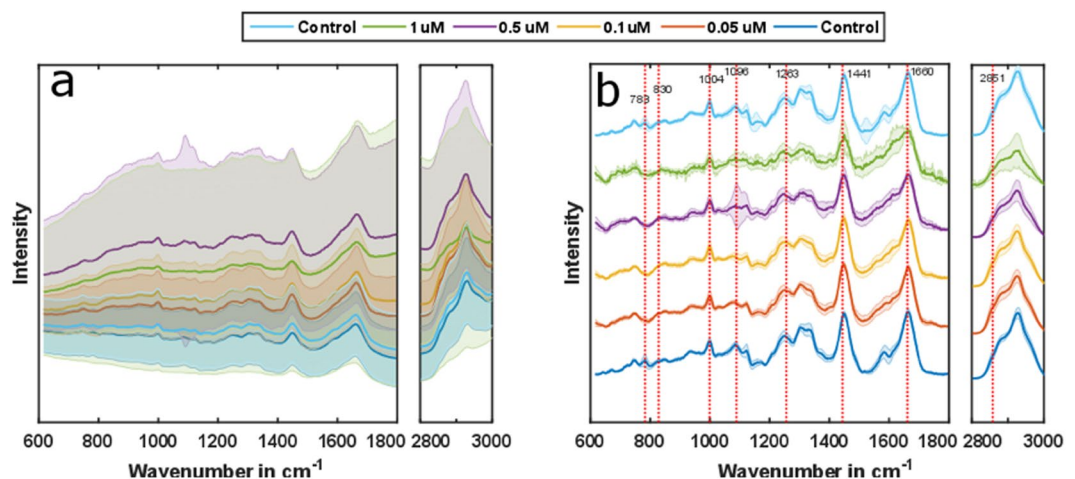 Control 1 uM 0.5 uM 0.1 uM 0.05 uM Control
a
Intensity
600 800 1000 1200 1400 1600 1800 2800 3000
Wavenumber in cm-1
b
788 830 1004 1096 1263 1441 1660 2851
Intensity
600 800 1000 1200 1400 1600 1800 2800 3000
Wavenumber in cm-1